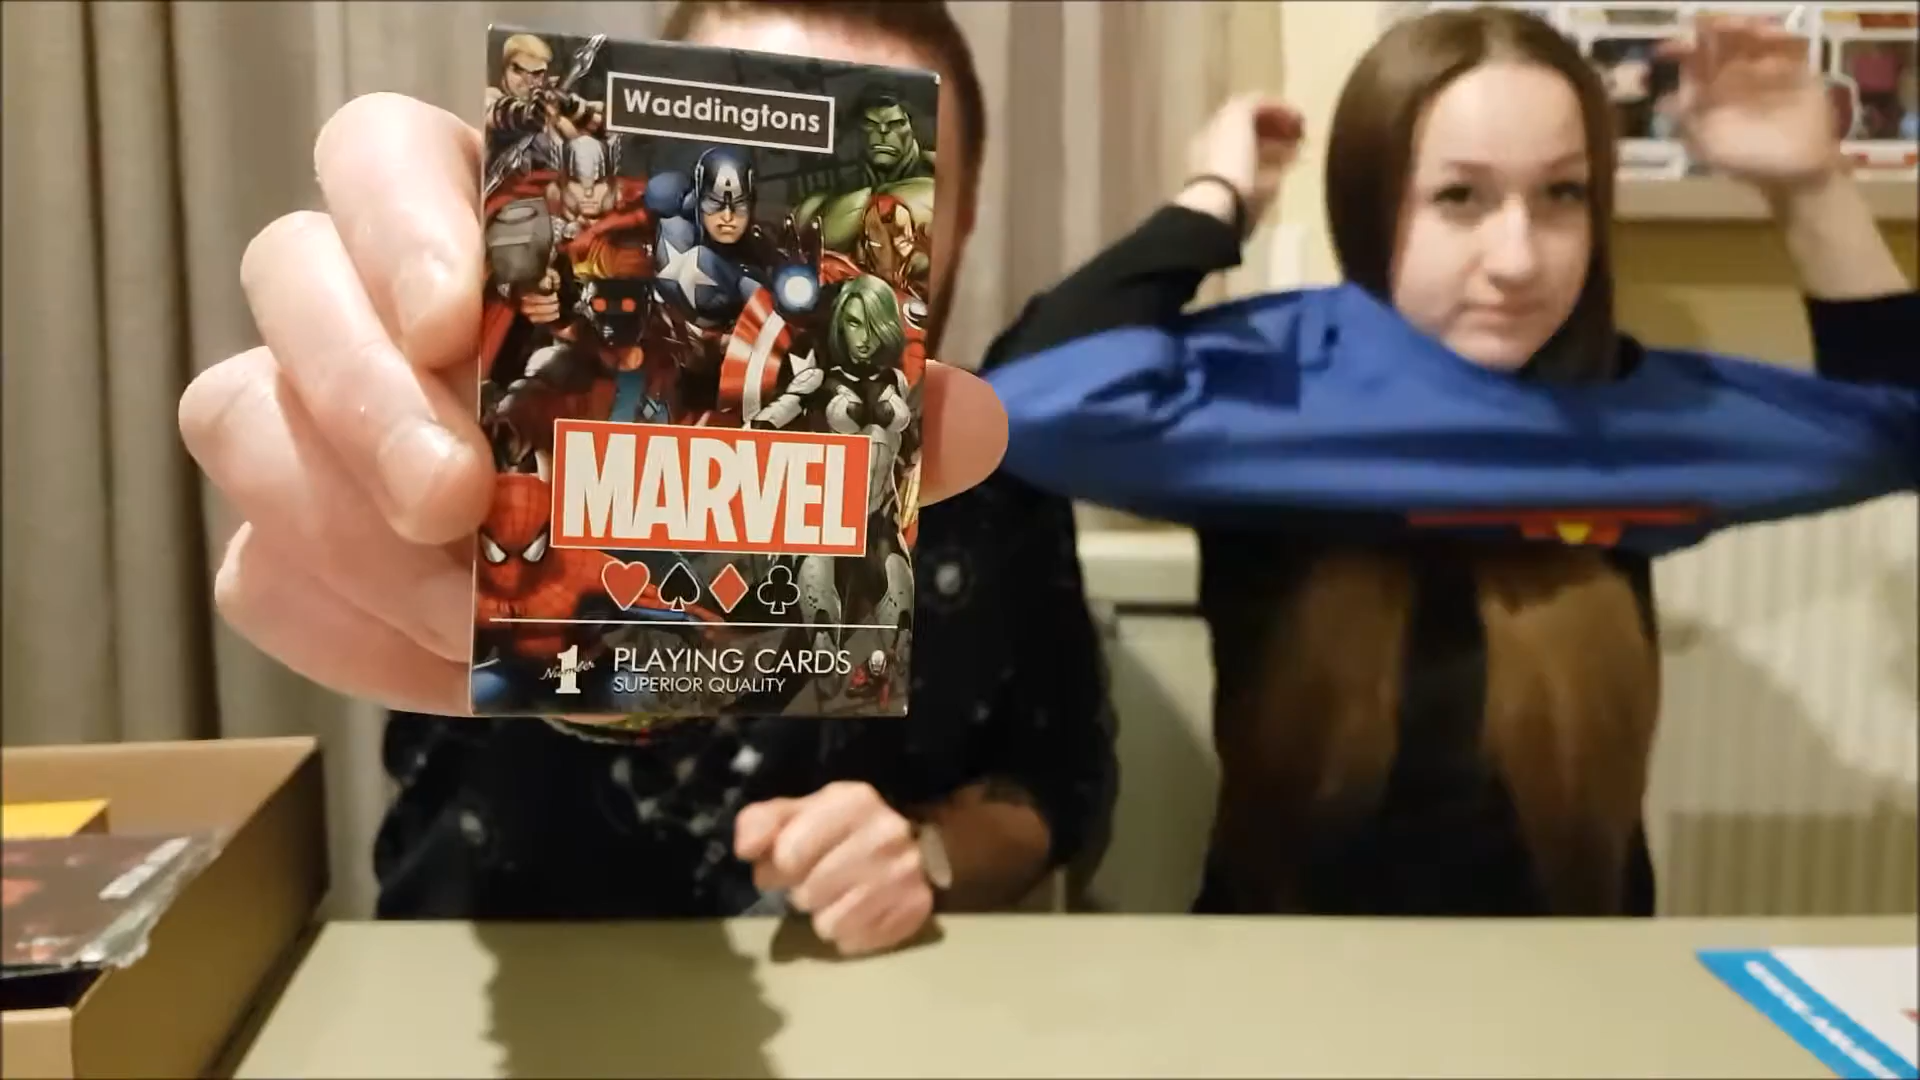 Waddingtons
MARVEL
Number 1
PLAYING CARDS
SUPERIOR QUALITY